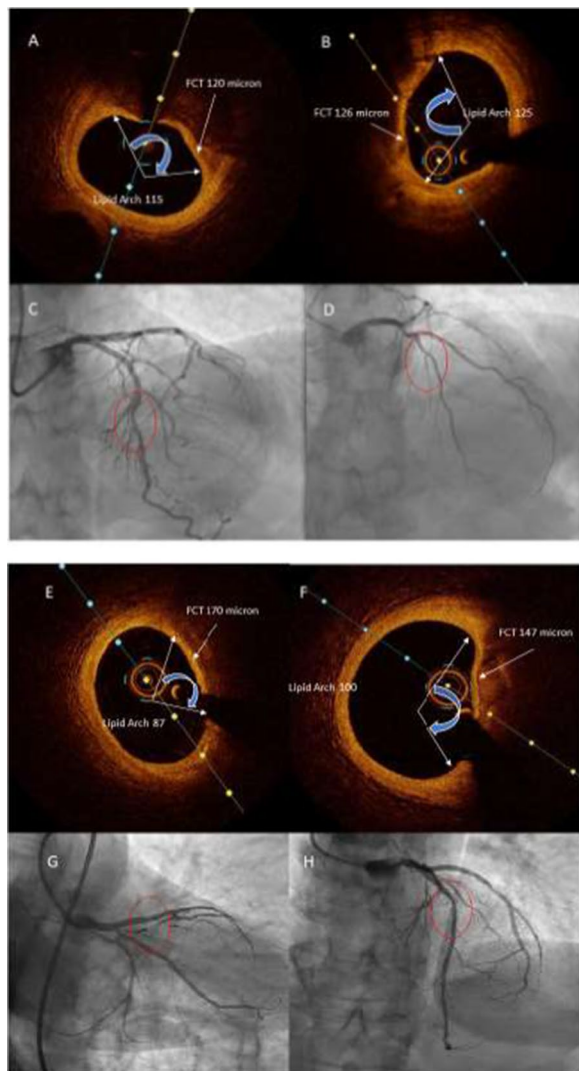 A
FCT 120 micron
Lipid Arch 115
B
Lipid Arch 125
FCT 126 micron
C
D
E
FCT 170 micron
Lipid Arch 87
F
FCT 147 micron
Lipid Arch 100
G
H